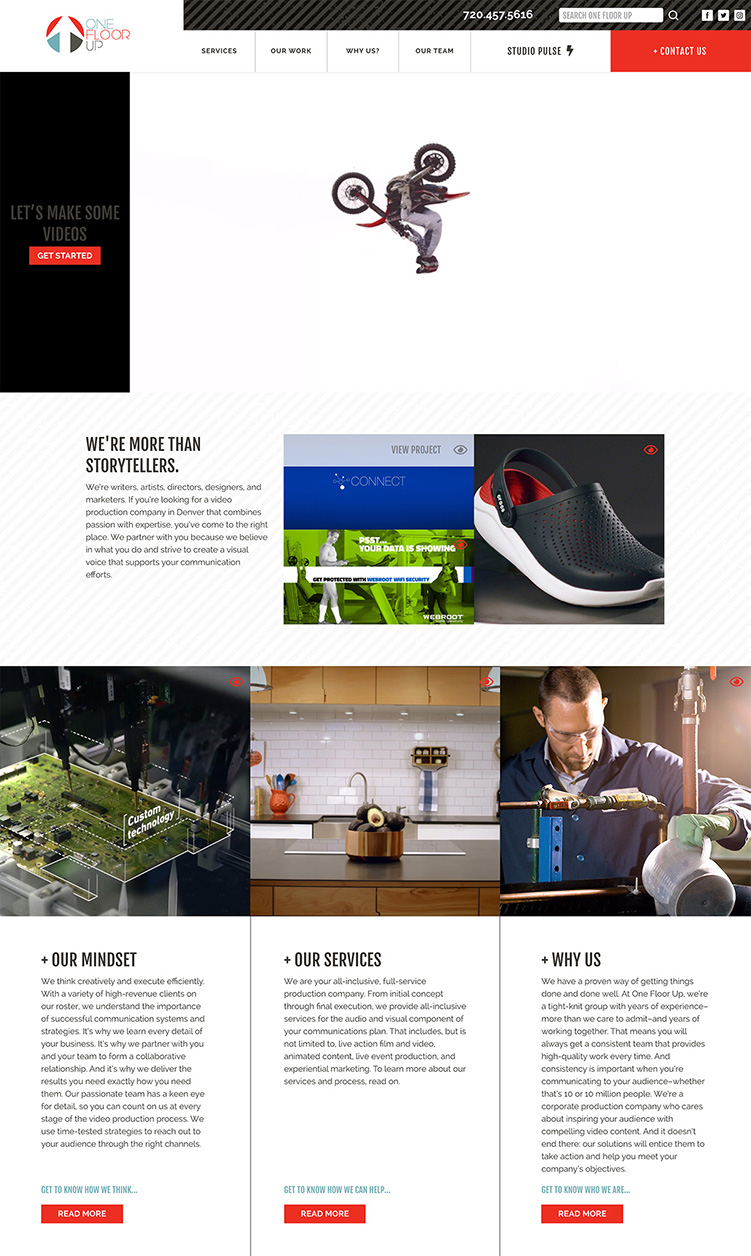 ONE
FLOOR
UP
720.457.5616
SEARCH ONE FLOOR UP
SERVICES
OUR WORK
WHY US?
OUR TEAM
STUDIO PULSE
+ CONTACT US
LET'S MAKE SOME
VIDEOS
GET STARTED
WE'RE MORE THAN
STORYTELLERS.
We're writers, artists, directors, designers, and
marketers. If you're looking for a video
production company in Denver that combines
passion with expertise, you've come to the right
place. We partner with you because we believe
in what you do and strive to create a visual
voice that supports your communication
efforts.
VIEW PROJECT
CONNECT
PSST...
YOUR DATA IS SHOWING
GET PROTECTED WITH WEBROOT WIFI SECURITY
WEBROOT
crocs
Custom
technology
+ OUR MINDSET
We think creatively and execute efficiently.
With a variety of high-revenue clients on
our roster, we understand the importance
of successful communication systems and
strategies. It's why we learn every detail of
your business. It's why we partner with you
and your team to form a collaborative
relationship. And it's why we deliver the
results you need exactly how you need
them. Our passionate team has a keen eye
for detail, so you can count on us at every
stage of the video production process. We
use time-tested strategies to reach out to
your audience through the right channels.
GET TO KNOW HOW WE THINK...
READ MORE
+ OUR SERVICES
We are your all-inclusive, full-service
production company. From initial concept
through final execution, we provide all-inclusive
services for the audio and visual component of
your communications plan. That includes, but is
not limited to, live action film and video,
animated content, live event production, and
experiential marketing. To learn more about our
services and process, read on.
GET TO KNOW HOW WE CAN HELP...
READ MORE
+ WHY US
We have a proven way of getting things
done and done well. At One Floor Up, we're
a tight-knit group with years of experience–
more than we care to admit–and years of
working together. That means you will
always get a consistent team that provides
high-quality work every time. And
consistency is important when you're
communicating to your audience–whether
that's 10 or 10 million people. We're a
corporate production company who cares
about inspiring your audience with
compelling video content. And it doesn't
end there: our solutions will entice them to
take action and help you meet your
company's objectives.
GET TO KNOW WHO WE ARE...
READ MORE